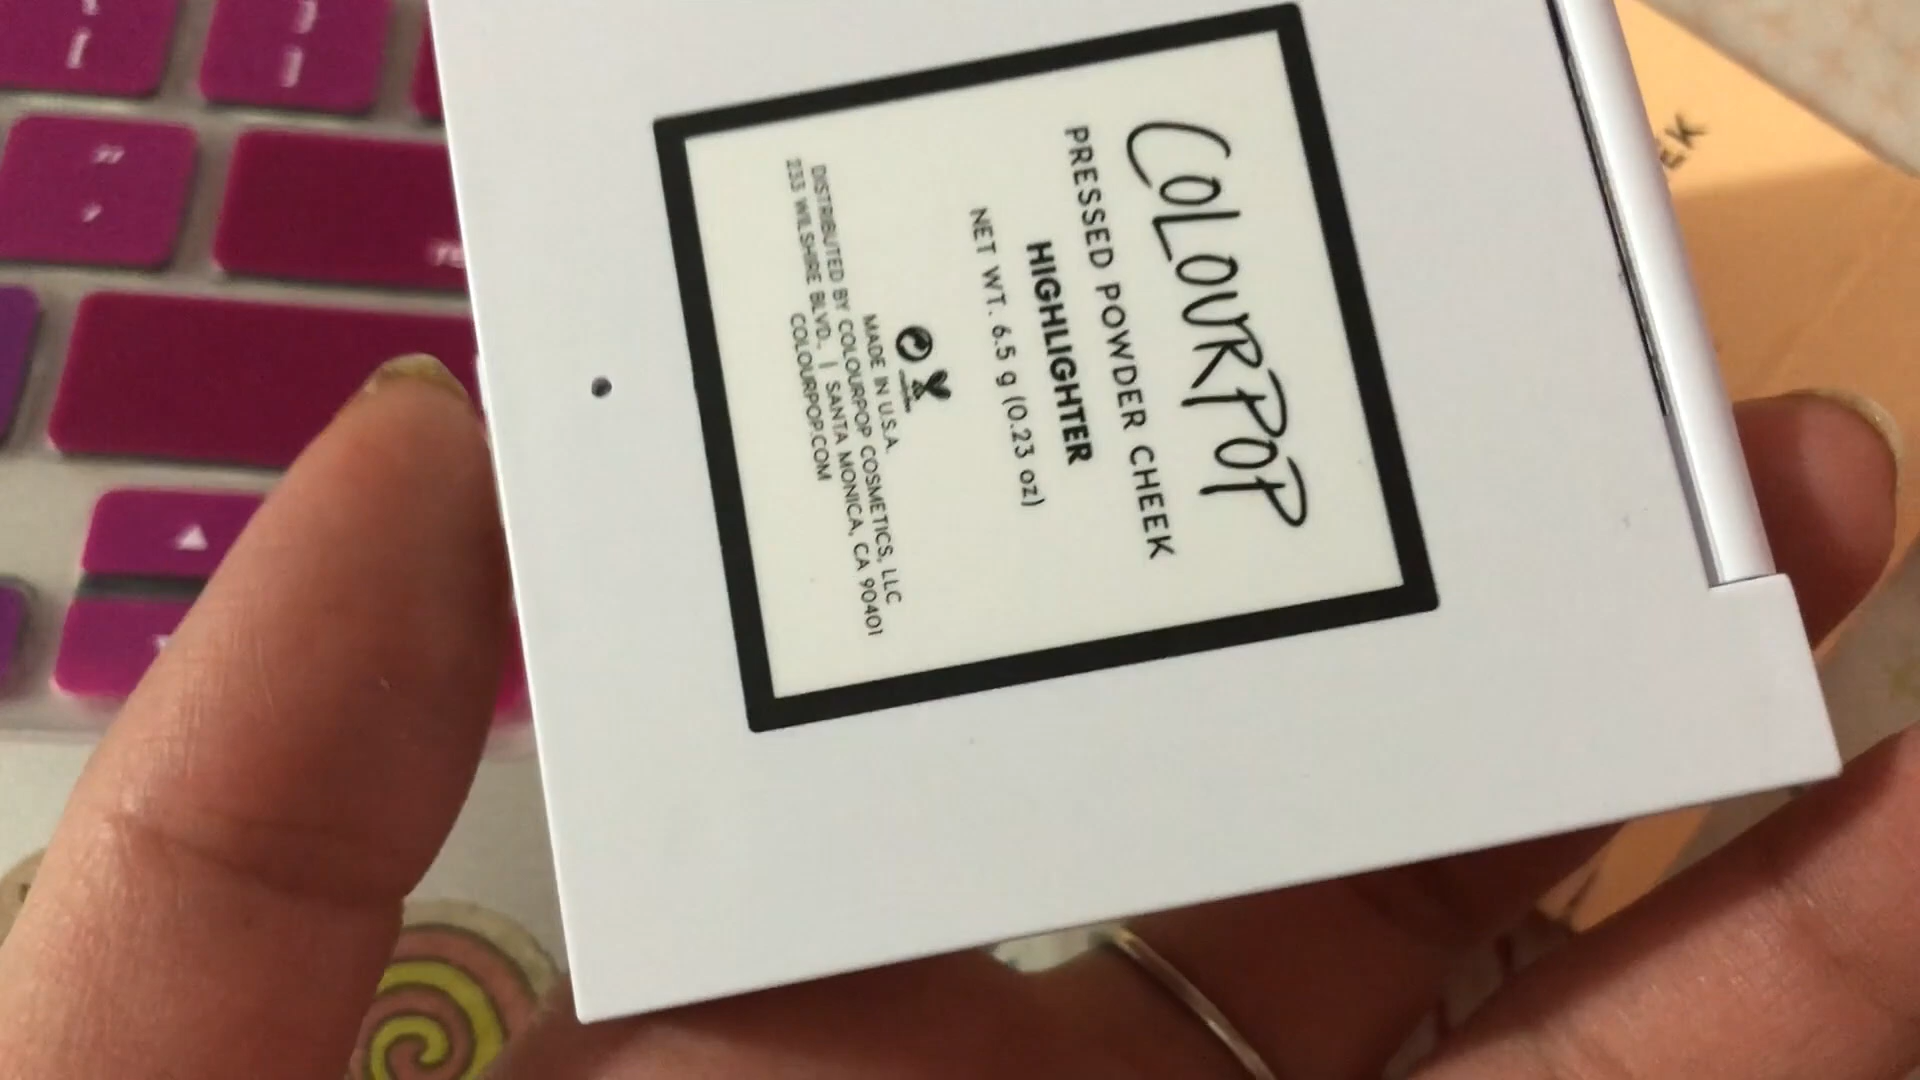 COLOURPOP
PRESSED POWDER CHEEK
HIGHLIGHTER
NET WT. 6.5 g (0.23 oz)
MADE IN U.S.A.
DISTRIBUTED BY COLOURPOP COSMETICS, LLC
233 WILSHIRE BLVD., | SANTA MONICA, CA 90401
COLOURPOP.COM
EK